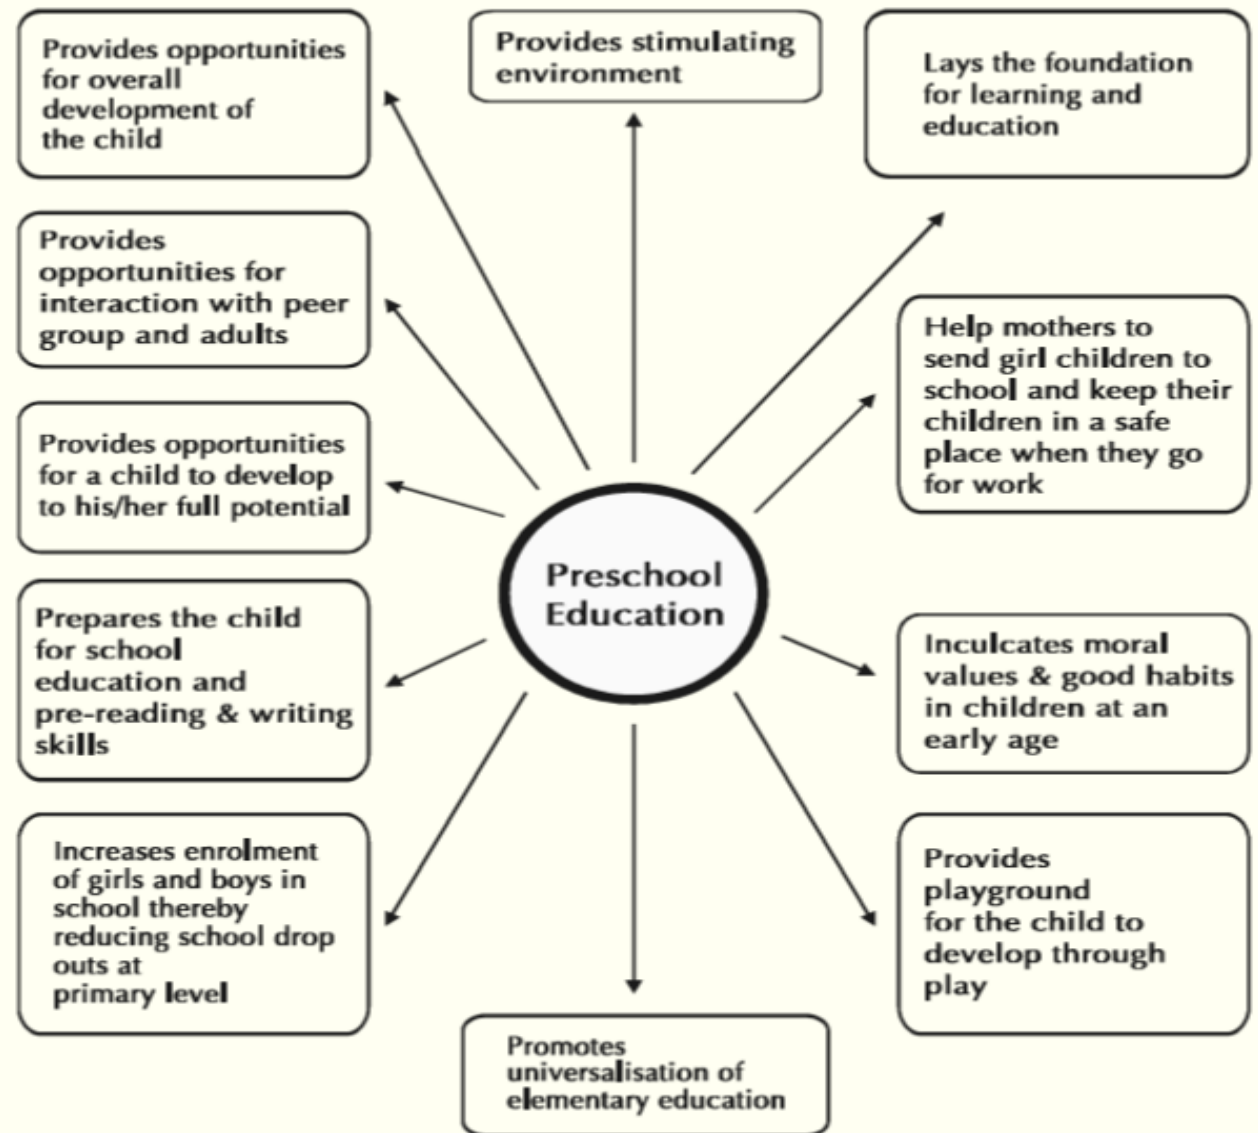 Provides opportunities
for overall
development of
the child
Provides stimulating
environment
Lays the foundation
for learning and
education
Provides
opportunities for
interaction with peer
group and adults
Help mothers to
send girl children to
school and keep their
children in a safe
place when they go
for work
Provides opportunities
for a child to develop
to his/her full potential
Preschool
Education
Prepares the child
for school
education and
pre-reading & writing
skills
Inculcates moral
values & good habits
in children at an
early age
Increases enrolment
of girls and boys in
school thereby
reducing school drop
outs at
primary level
Provides
playground
for the child to
develop through
play
Promotes
universalisation of
elementary education